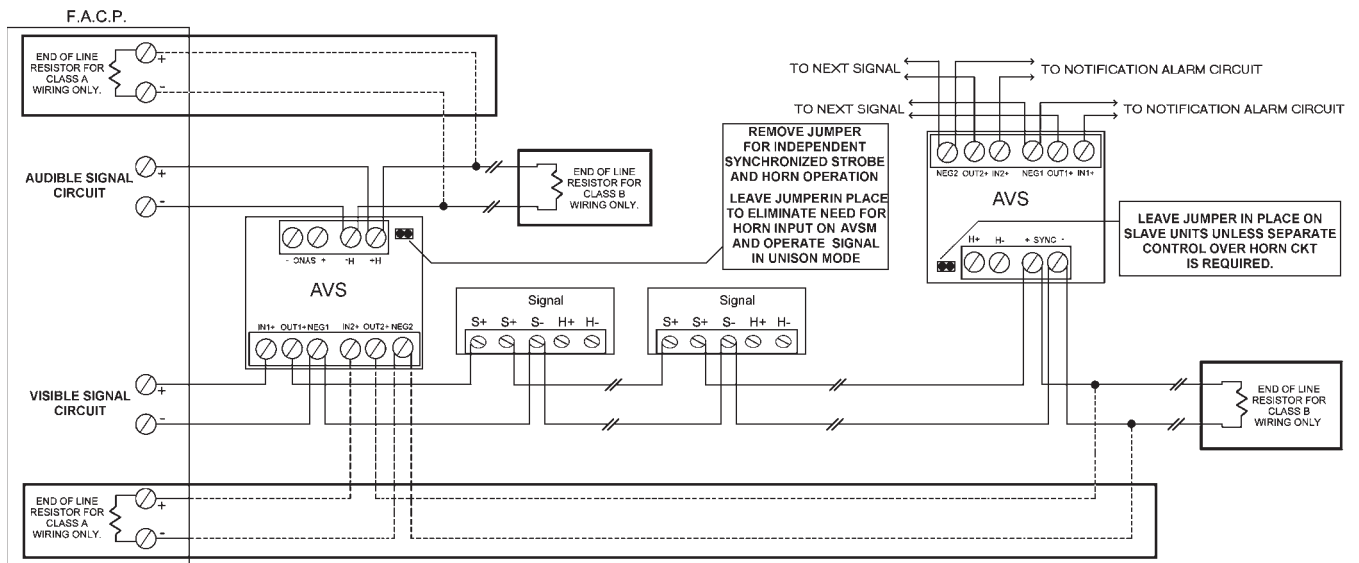 F.A.C.P.
END OF LINE
RESISTOR FOR
CLASS A
WIRING ONLY.
+
-
AUDIBLE SIGNAL
CIRCUIT
+
-
END OF LINE
RESISTOR FOR
CLASS B
WIRING ONLY.
REMOVE JUMPER
FOR INDEPENDENT
SYNCHRONIZED STROBE
AND HORN OPERATION
LEAVE JUMPERIN PLACE
TO ELIMINATE NEED FOR
HORN INPUT ON AVSM
AND OPERATE SIGNAL
IN UNISON MODE
TO NEXT SIGNAL
TO NOTIFICATION ALARM CIRCUIT
TO NEXT SIGNAL
TO NOTIFICATION ALARM CIRCUIT
NEG2 OUT2+ IN2+ NEG1 OUT1+ IN1+
AVS
H+ H- + SYNC -
LEAVE JUMPER IN PLACE ON
SLAVE UNITS UNLESS SEPARATE
CONTROL OVER HORN CKT
IS REQUIRED.
H+ H- + SYNC -
AVS
IN1+ OUT1+ NEG1 IN2+ OUT2+ NEG2
Signal
S+ S+ S- H+ H-
Signal
S+ S+ S- H+ H-
VISIBLE SIGNAL
CIRCUIT
+
-
END OF LINE
RESISTOR FOR
CLASS B
WIRING ONLY
END OF LINE
RESISTOR FOR
CLASS A
WIRING ONLY.
+
-